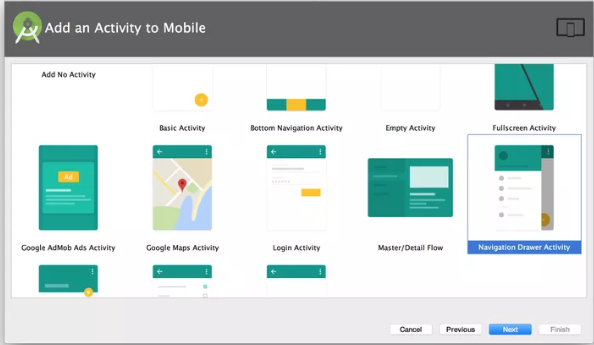 Add an Activity to Mobile
Add No Activity
Basic Activity
Bottom Navigation Activity
Empty Activity
Fullscreen Activity
Ad
Google AdMob Ads Activity
Google Maps Activity
Login Activity
Master/Detail Flow
Navigation Drawer Activity
Cancel
Previous
Next
Finish